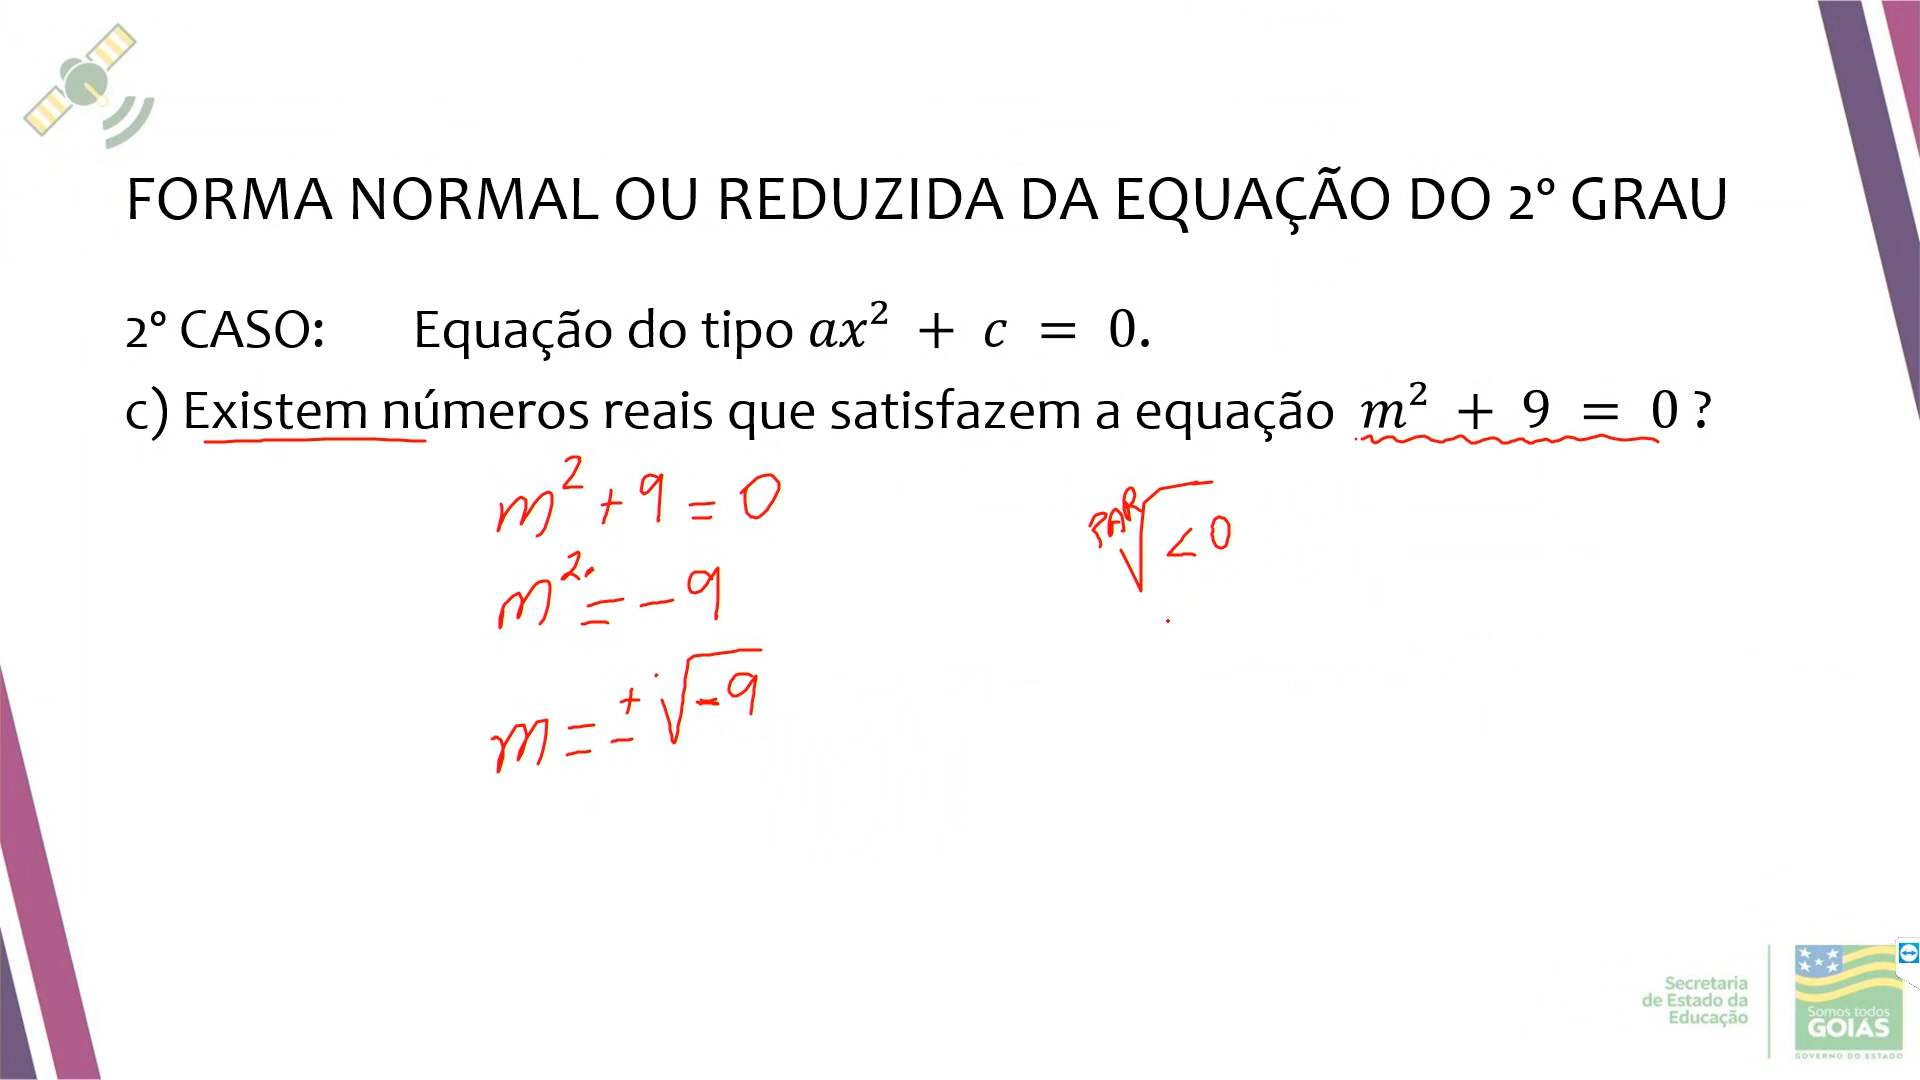 FORMA NORMAL OU REDUZIDA DA EQUAÇÃO DO 2º GRAU
2º CASO: Equação do tipo ax² + c = 0.
c) Existem números reais que satisfazem a equação m² + 9 = 0 ?
m² + 9 = 0
PAR√ < 0
m² = - 9
m = ± √-9
Secretaria
de Estado da
Educação
Somos todos
GOIÁS
GOVERNO DO ESTADO